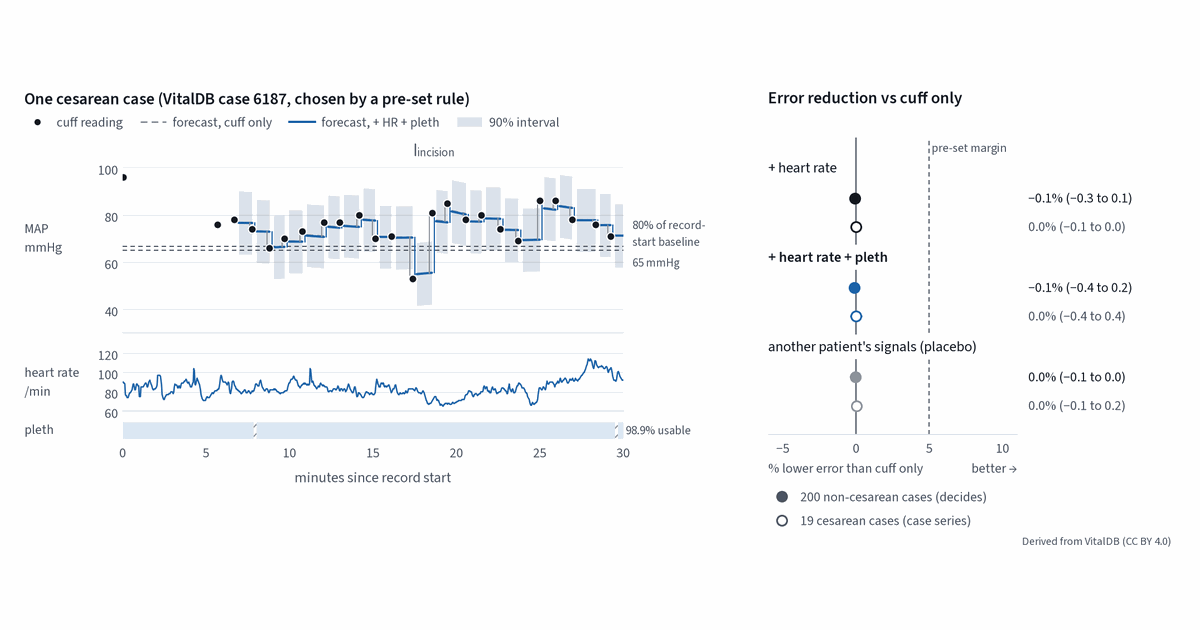 One cesarean case (VitalDB case 6187, chosen by a pre-set rule)
cuff reading
forecast, cuff only
forecast, + HR + pleth
90% interval
incision
100
80
60
40
MAP
mmHg
80% of record-
start baseline
65 mmHg
120
100
80
60
heart rate
/min
pleth
98.9% usable
0 5 10 15 20 25 30
minutes since record start
Error reduction vs cuff only
pre-set margin
+ heart rate
−0.1% (−0.3 to 0.1)
0.0% (−0.1 to 0.0)
+ heart rate + pleth
−0.1% (−0.4 to 0.2)
0.0% (−0.4 to 0.4)
another patient's signals (placebo)
0.0% (−0.1 to 0.0)
0.0% (−0.1 to 0.2)
−5 0 5 10
% lower error than cuff only
better →
200 non-cesarean cases (decides)
19 cesarean cases (case series)
Derived from VitalDB (CC BY 4.0)